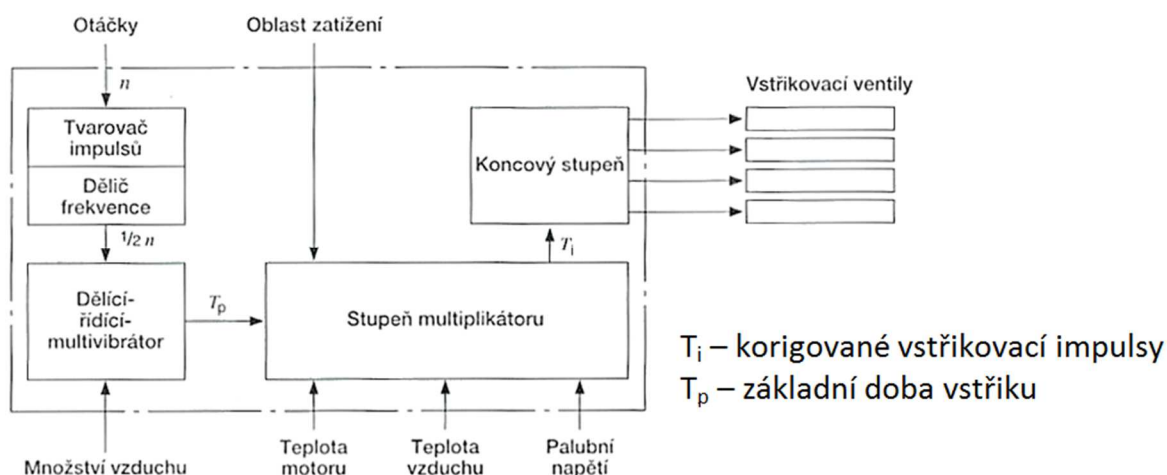 Otáčky
Oblast zatížení
n
Vstřikovací ventily
Tvarovač
impulsů
Dělič
frekvence
Koncový stupeň
1/2 n
Ti
Dělící-
řídící-
multivibrátor
Tp
Stupeň multiplikátoru
Ti – korigované vstřikovací impulsy
Tp – základní doba vstřiku
Množství vzduchu
Teplota
motoru
Teplota
vzduchu
Palubní
napětí